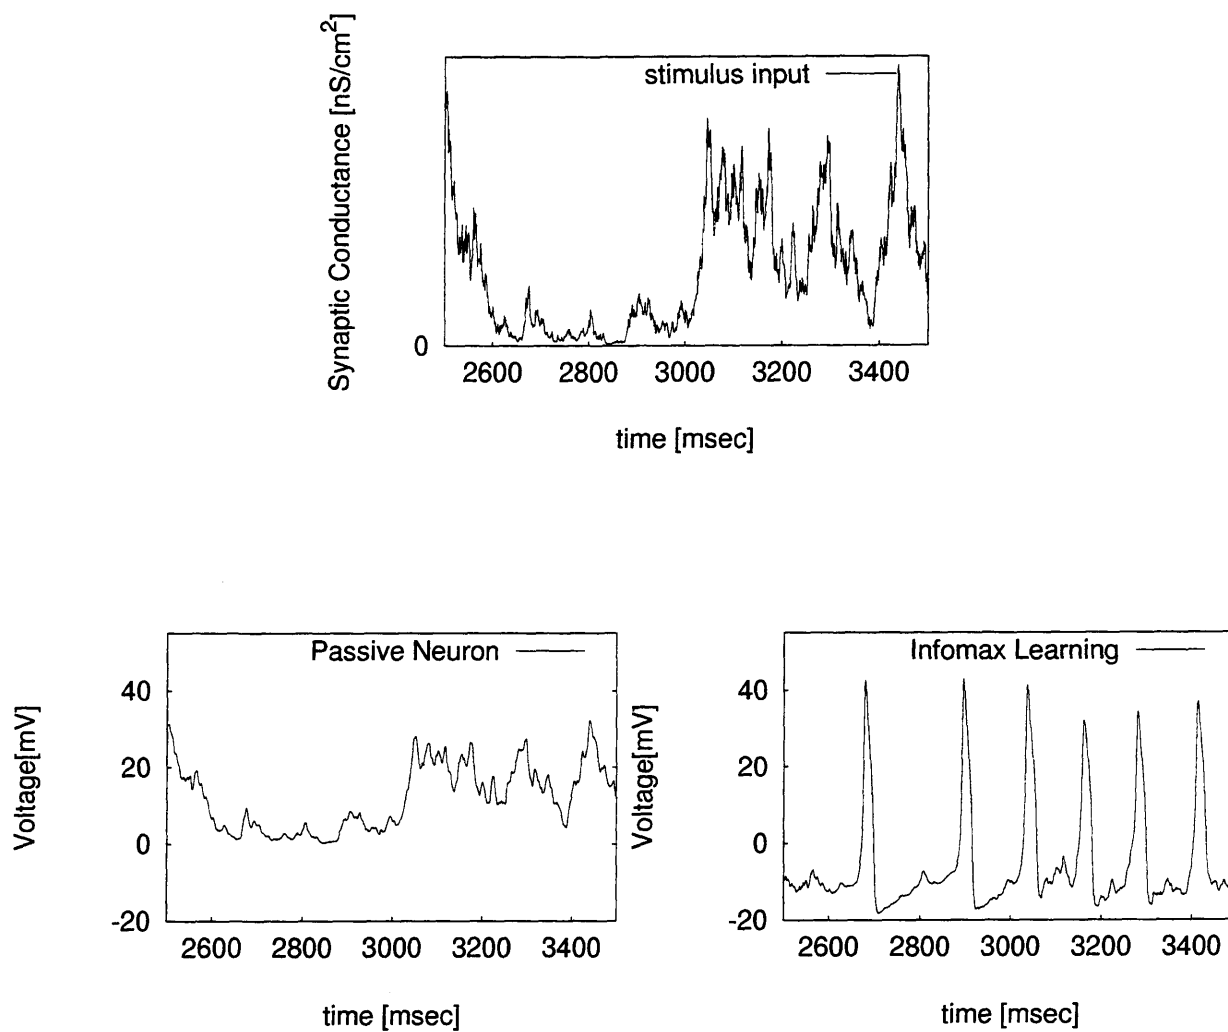 Synaptic Conductance [nS/cm²]
stimulus input
0
2600 2800 3000 3200 3400
time [msec]
Voltage[mV]
Passive Neuron
40
20
0
-20
2600 2800 3000 3200 3400
time [msec]
Voltage[mV]
Infomax Learning
40
20
0
-20
2600 2800 3000 3200 3400
time [msec]